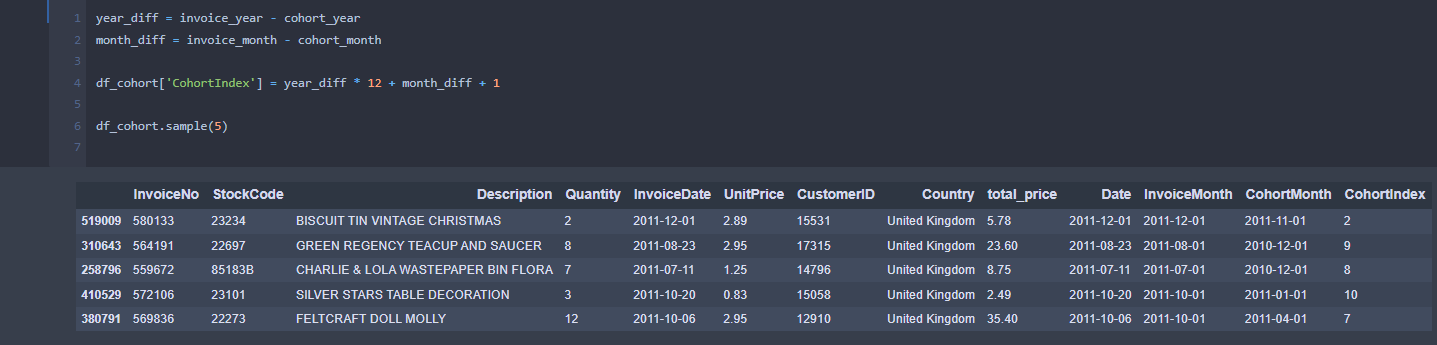 1 year_diff = invoice_year - cohort_year
2 month_diff = invoice_month - cohort_month
3
4 df_cohort['CohortIndex'] = year_diff * 12 + month_diff + 1
5
6 df_cohort.sample(5)
7
InvoiceNo StockCode Description Quantity InvoiceDate UnitPrice CustomerID Country total_price Date InvoiceMonth CohortMonth CohortIndex
519009 580133 23234 BISCUIT TIN VINTAGE CHRISTMAS 2 2011-12-01 2.89 15531 United Kingdom 5.78 2011-12-01 2011-12-01 2011-11-01 2
310643 564191 22697 GREEN REGENCY TEACUP AND SAUCER 8 2011-08-23 2.95 17315 United Kingdom 23.60 2011-08-23 2011-08-01 2010-12-01 9
258796 559672 85183B CHARLIE & LOLA WASTEPAPER BIN FLORA 7 2011-07-11 1.25 14796 United Kingdom 8.75 2011-07-11 2011-07-01 2010-12-01 8
410529 572106 23101 SILVER STARS TABLE DECORATION 3 2011-10-20 0.83 15058 United Kingdom 2.49 2011-10-20 2011-10-01 2011-01-01 10
380791 569836 22273 FELTCRAFT DOLL MOLLY 12 2011-10-06 2.95 12910 United Kingdom 35.40 2011-10-06 2011-10-01 2011-04-01 7